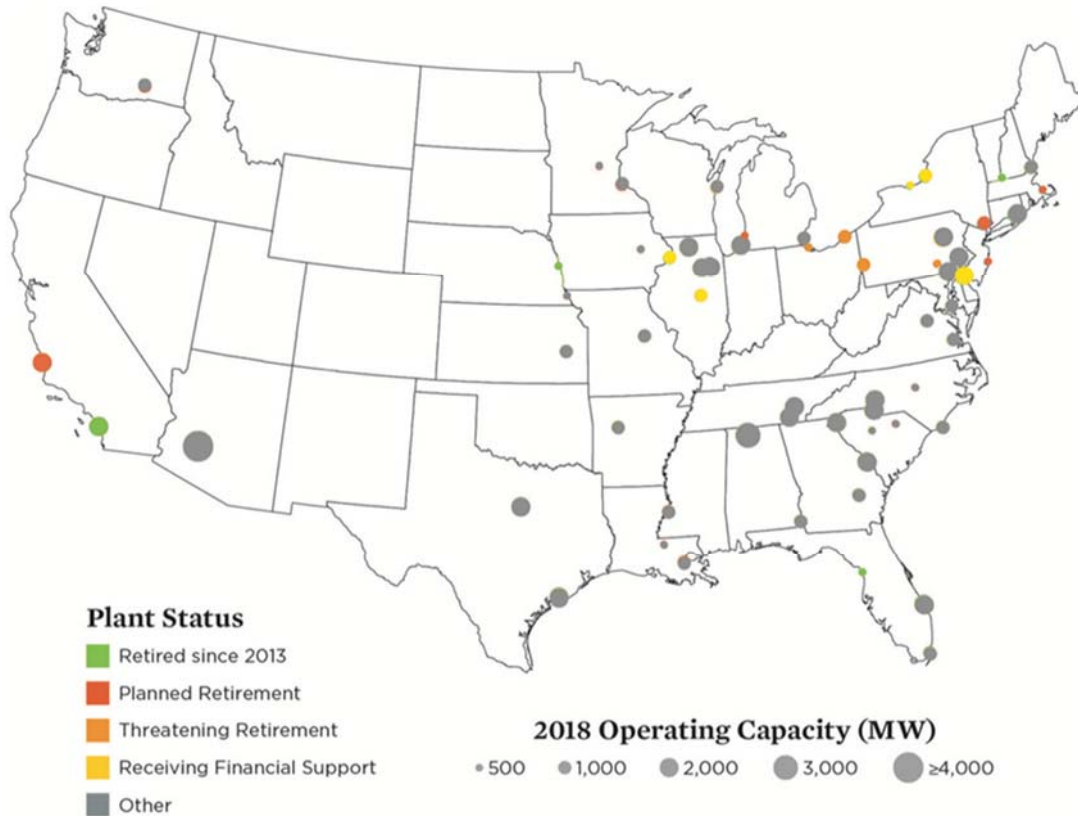 Plant Status
Retired since 2013
Planned Retirement
Threatening Retirement
Receiving Financial Support
Other
2018 Operating Capacity (MW)
500 1,000 2,000 3,000 ≥4,000